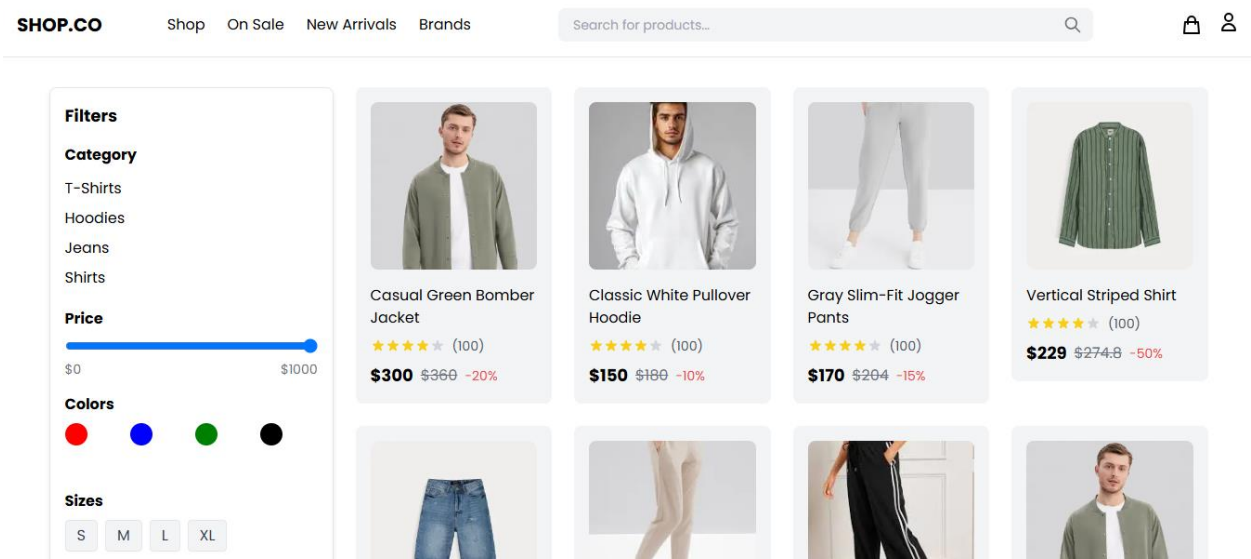 SHOP.CO Shop On Sale New Arrivals Brands Search for products...
Filters
Category
T-Shirts
Hoodies
Jeans
Shirts
Price
$0 $1000
Colors
Sizes
S M L XL
Casual Green Bomber
Jacket
(100)
$300 $360 -20%
Classic White Pullover
Hoodie
(100)
$150 $180 -10%
Gray Slim-Fit Jogger
Pants
(100)
$170 $204 -15%
Vertical Striped Shirt
(100)
$229 $274.8 -50%